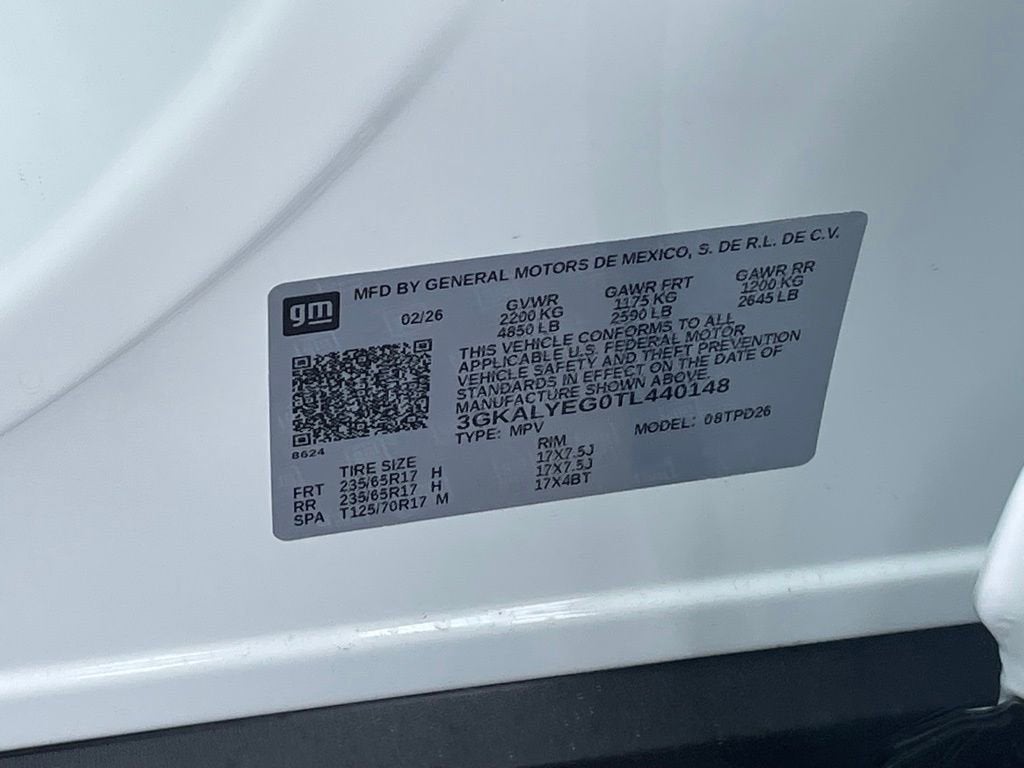 MFD BY GENERAL MOTORS DE MEXICO, S. DE R.L. DE C.V.
gm
02/26
GVWR GAWR FRT GAWR RR
2200 KG 1175 KG 1200 KG
4850 LB 2590 LB 2645 LB
THIS VEHICLE CONFORMS TO ALL
APPLICABLE U.S. FEDERAL MOTOR
VEHICLE SAFETY AND THEFT PREVENTION
STANDARDS IN EFFECT ON THE DATE OF
MANUFACTURE SHOWN ABOVE.
3GKALYEG0TL440148
TYPE: MPV MODEL: 08TPD26
8624
TIRE SIZE RIM
FRT 235/65R17 H 17X7.5J
RR 235/65R17 H 17X7.5J
SPA T125/70R17 M 17X4BT